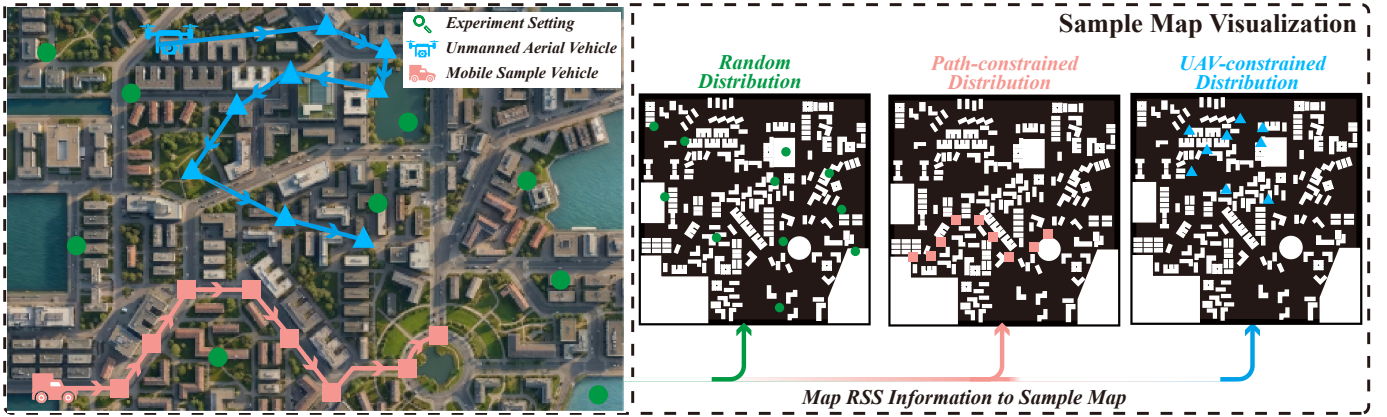 Experiment Setting
Unmanned Aerial Vehicle
Mobile Sample Vehicle
Sample Map Visualization
Random
Distribution
Path-constrained
Distribution
UAV-constrained
Distribution
Map RSS Information to Sample Map